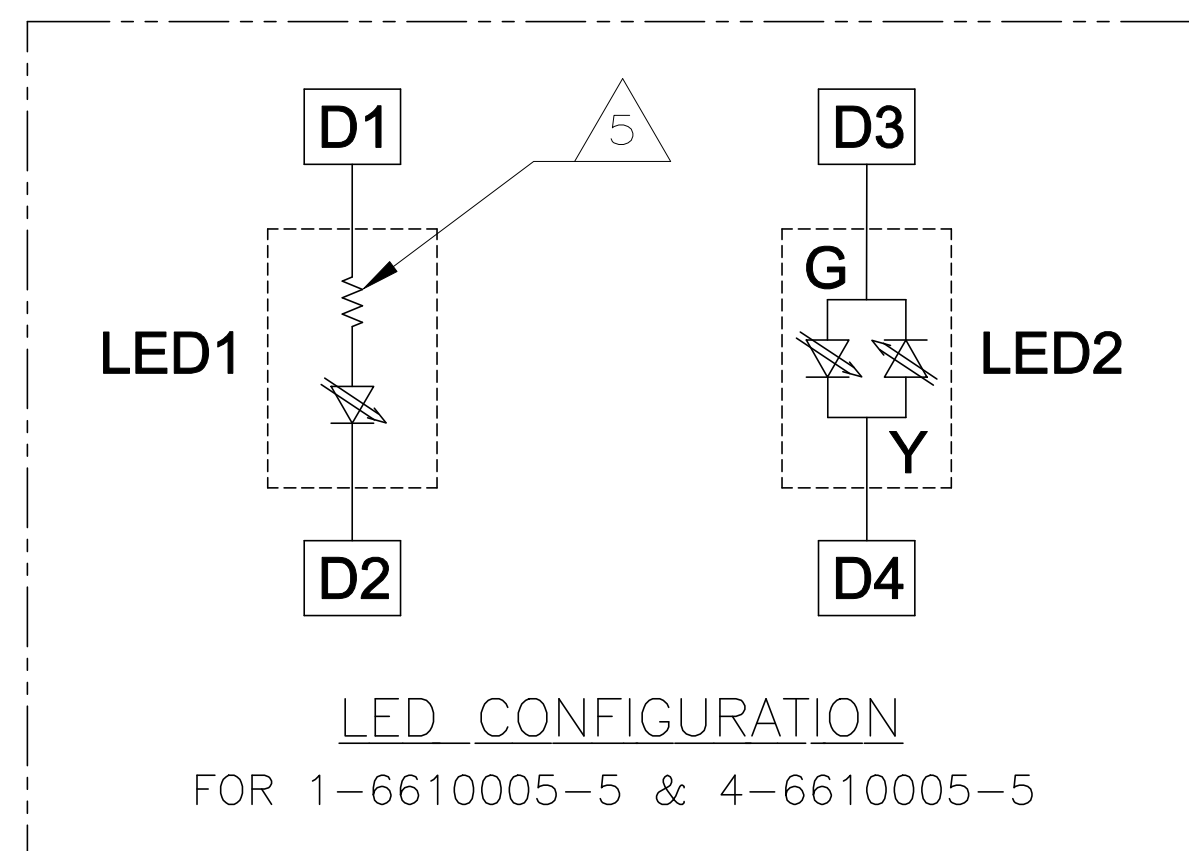 D1
5
D3
G
LED1
LED2
Y
D2
D4
LED CONFIGURATION
FOR 1-6610005-5 & 4-6610005-5